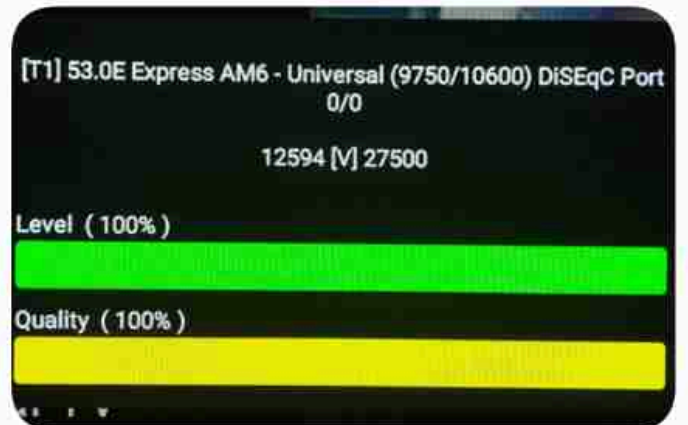 [T1] 53.0E Express AM6 - Universal (9750/10600) DiSEqC Port
0/0
12594 [V] 27500
Level ( 100% )
Quality ( 100% )